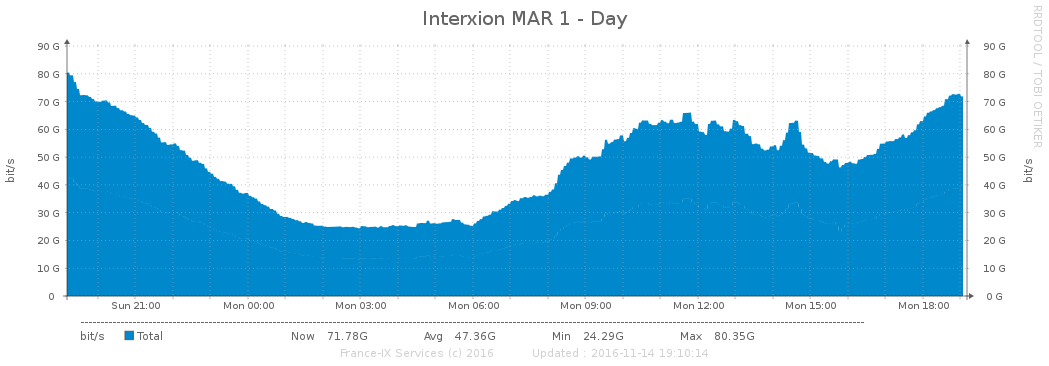 Interxion MAR 1 - Day
RRDTOOL / TOBI OETIKER
bit/s
90 G
80 G
70 G
60 G
50 G
40 G
30 G
20 G
10 G
0
90 G
80 G
70 G
60 G
50 G
40 G
30 G
20 G
10 G
0 G
bit/s
Sun 21:00 Mon 00:00 Mon 03:00 Mon 06:00 Mon 09:00 Mon 12:00 Mon 15:00 Mon 18:00
bit/s Total Now 71.78G Avg 47.36G Min 24.29G Max 80.35G
France-IX Services (c) 2016 Updated : 2016-11-14 19:10:14